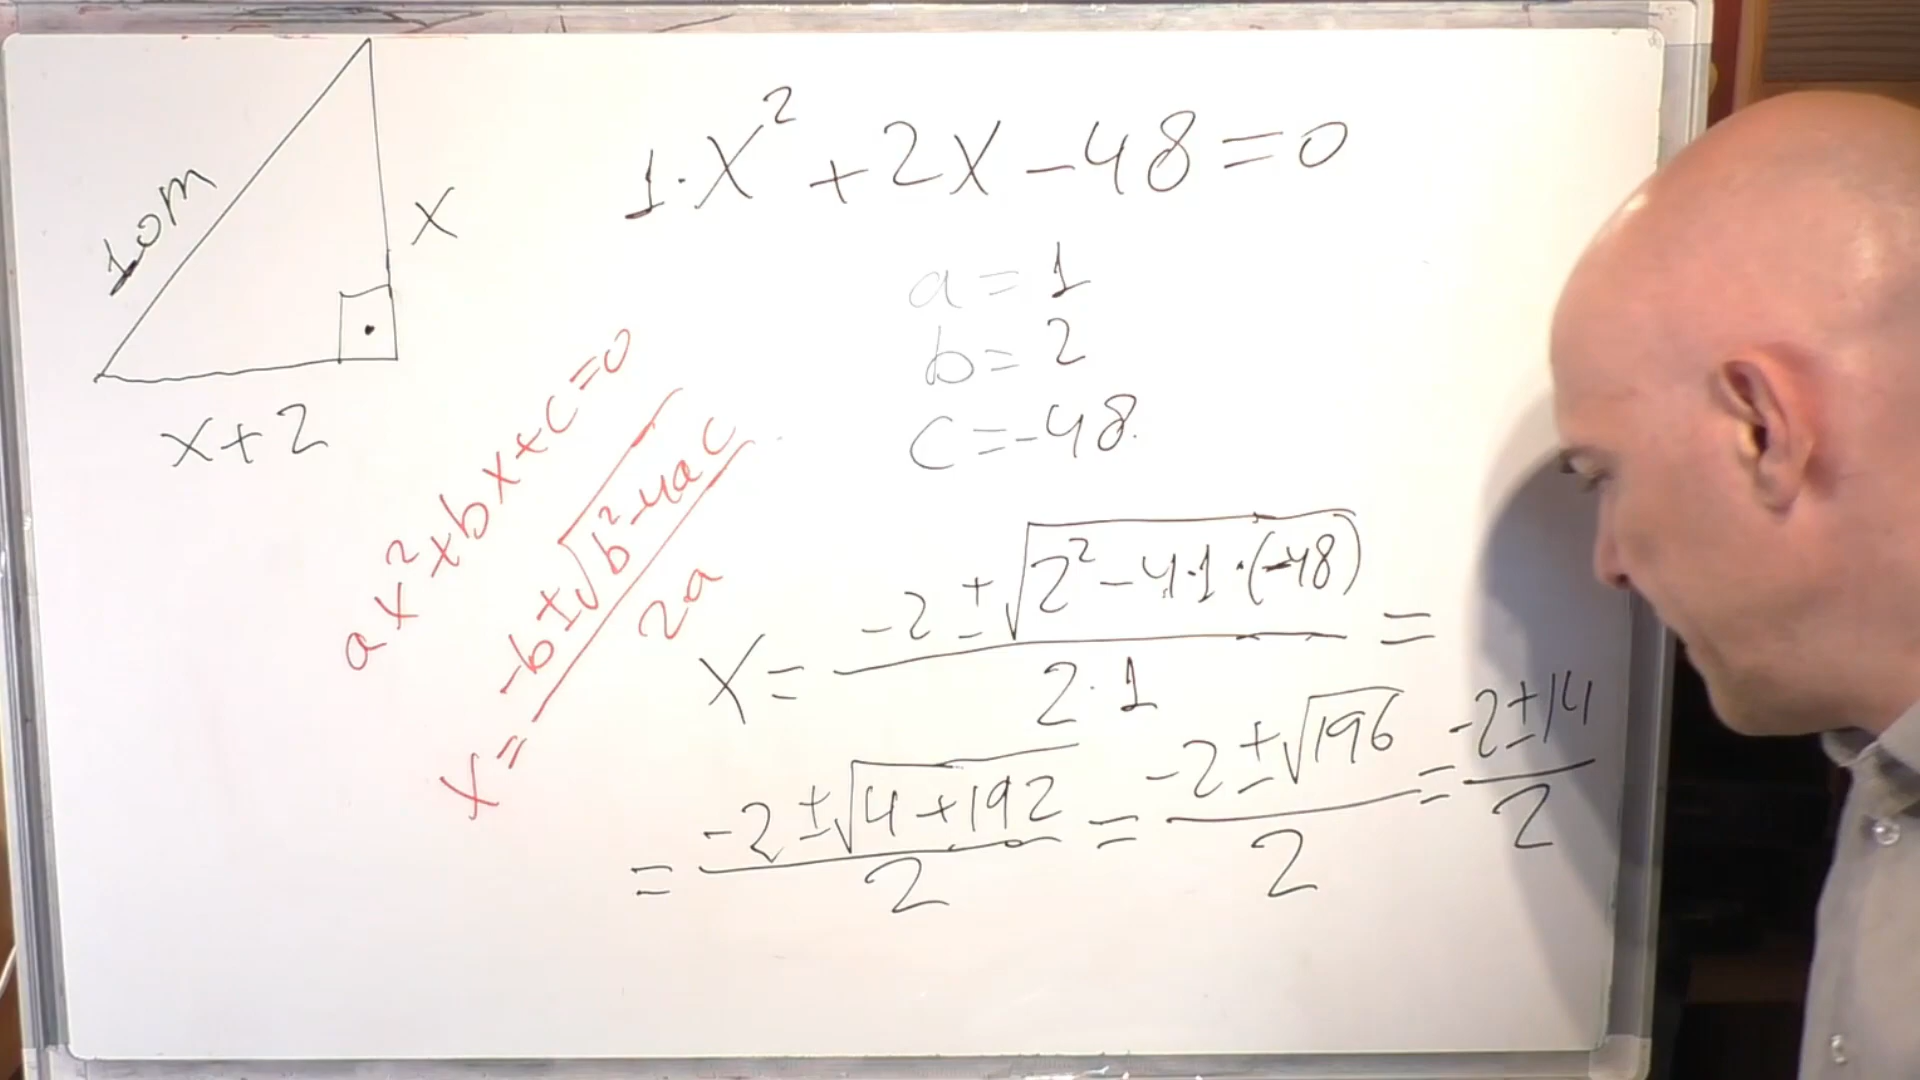 10m
x
x+2
1·x² + 2x - 48 = 0
a = 1
b = 2
c = -48
ax² + bx + c = 0
x = (-b ± √(b² - 4ac)) / 2a
x = (-2 ± √(2² - 4·1·(-48))) / (2·1) =
= (-2 ± √(4 + 192)) / 2 = (-2 ± √196) / 2 = (-2 ± 14) / 2